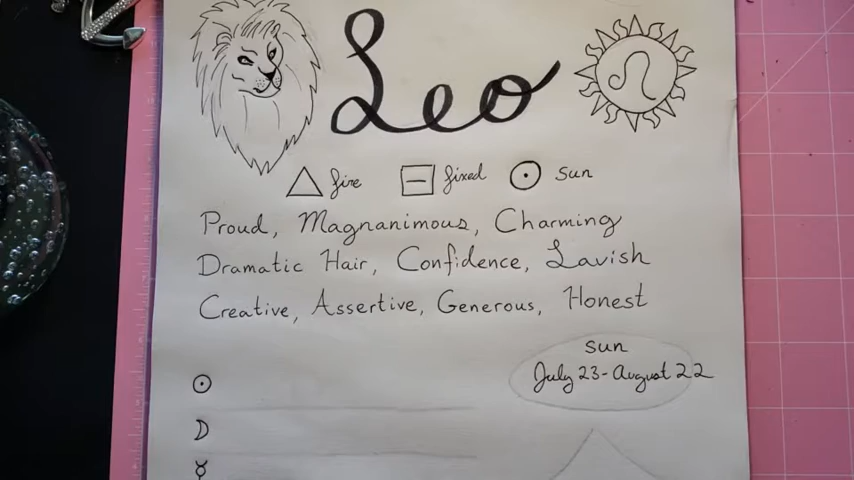 Leo
fire fixed sun
Proud, Magnanimous, Charming
Dramatic Hair, Confidence, Lavish
Creative, Assertive, Generous, Honest
sun
July 23-August 22